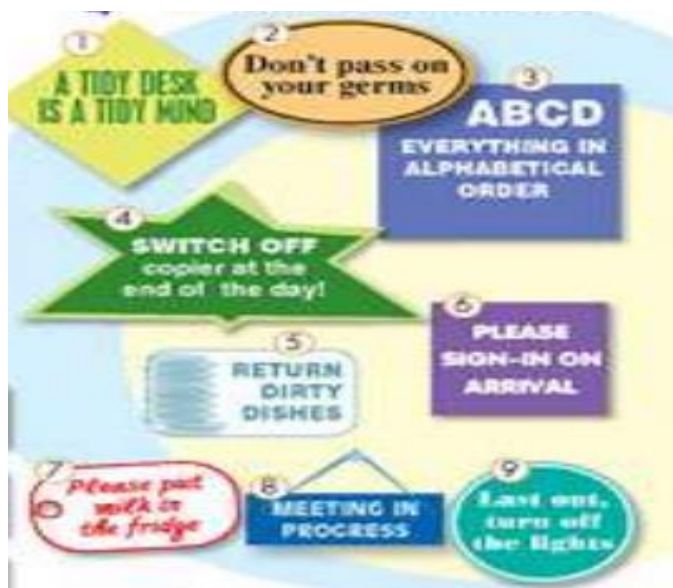 1
A TIDY DESK
IS A TIDY MIND
2
Don't pass on
your germs
3
ABCD
EVERYTHING IN
ALPHABETICAL
ORDER
4
SWITCH OFF
copier at the
end of the day!
5
RETURN
DIRTY
DISHES
6
PLEASE
SIGN-IN ON
ARRIVAL
7
Please put
milk in
the fridge
8
MEETING IN
PROGRESS
9
Last out,
turn off
the lights